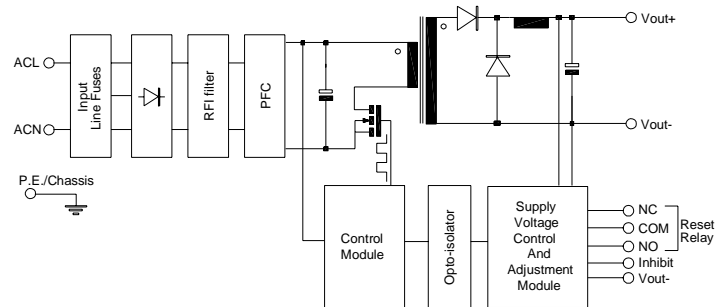 ACL
ACN
P.E./Chassis
Input
Line Fuses
RFI filter
PFC
Vout+
Vout-
Control
Module
Opto-isolator
Supply
Voltage
Control
And
Adjustment
Module
NC
COM
NO
Reset
Relay
Inhibit
Vout-